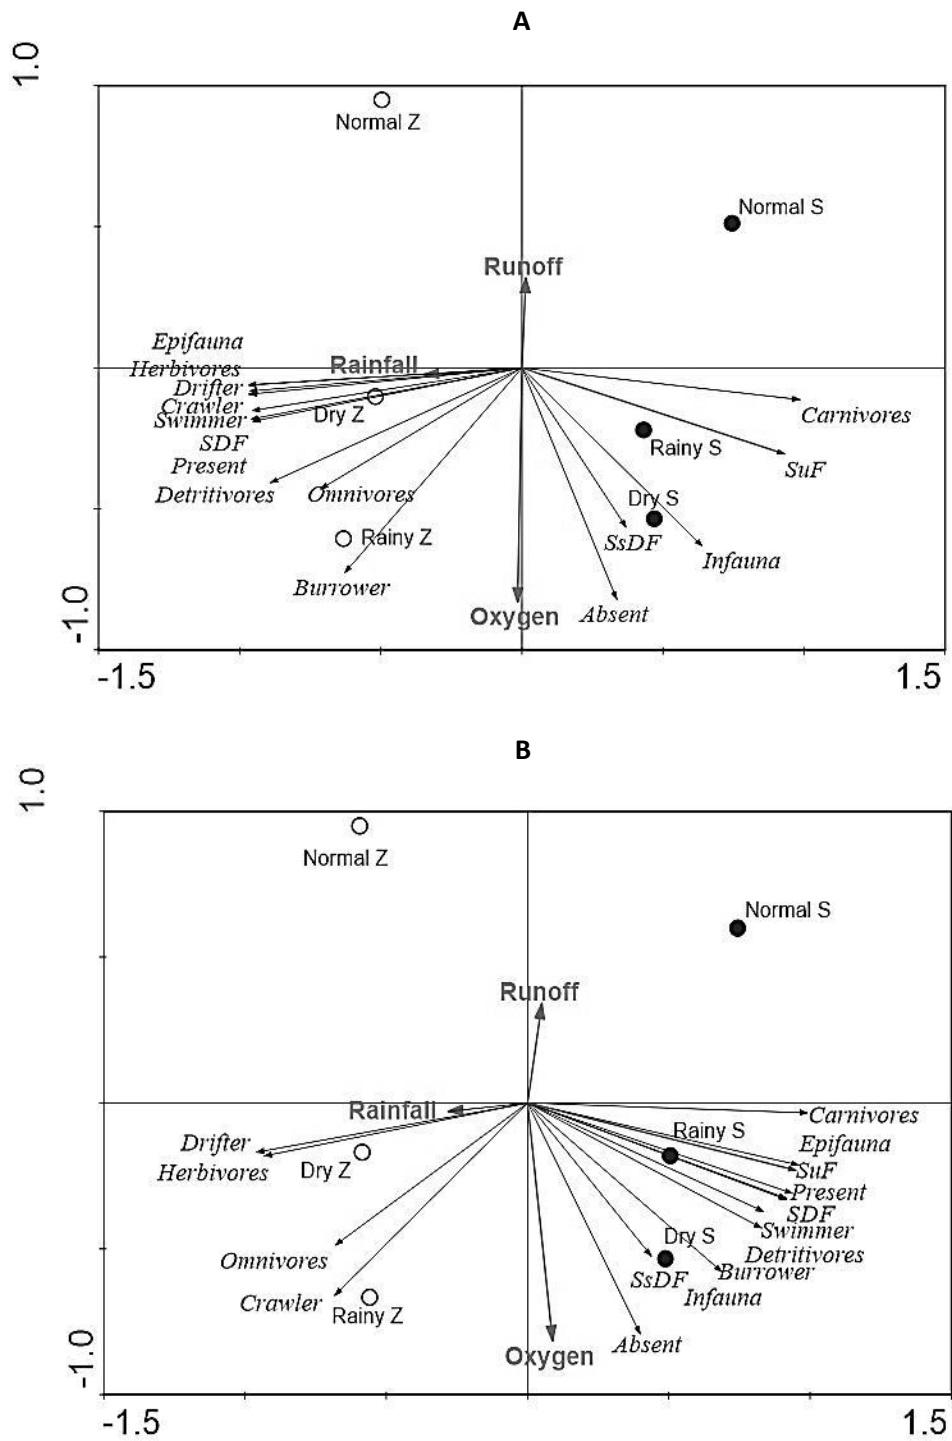 A
1.0
Normal Z
Normal S
Runoff
Epifauna
Rainfall
Herbivores
Drifter
Crawler
Dry Z
Carnivores
Swimmer
SDF
Rainy S
Present
SuF
Detritivores
Omnivores
Dry S
Rainy Z
SsDF
Infauna
Burrower
Oxygen
Absent
-1.0
-1.5
1.5
B
1.0
Normal Z
Normal S
Runoff
Rainfall
Carnivores
Rainy S
Drifter
Epifauna
Herbivores
Dry Z
SuF
Present
SDF
Swimmer
Dry S
Omnivores
Detritivores
SsDF
Burrower
Crawler
Infauna
Rainy Z
Absent
Oxygen
-1.0
-1.5
1.5